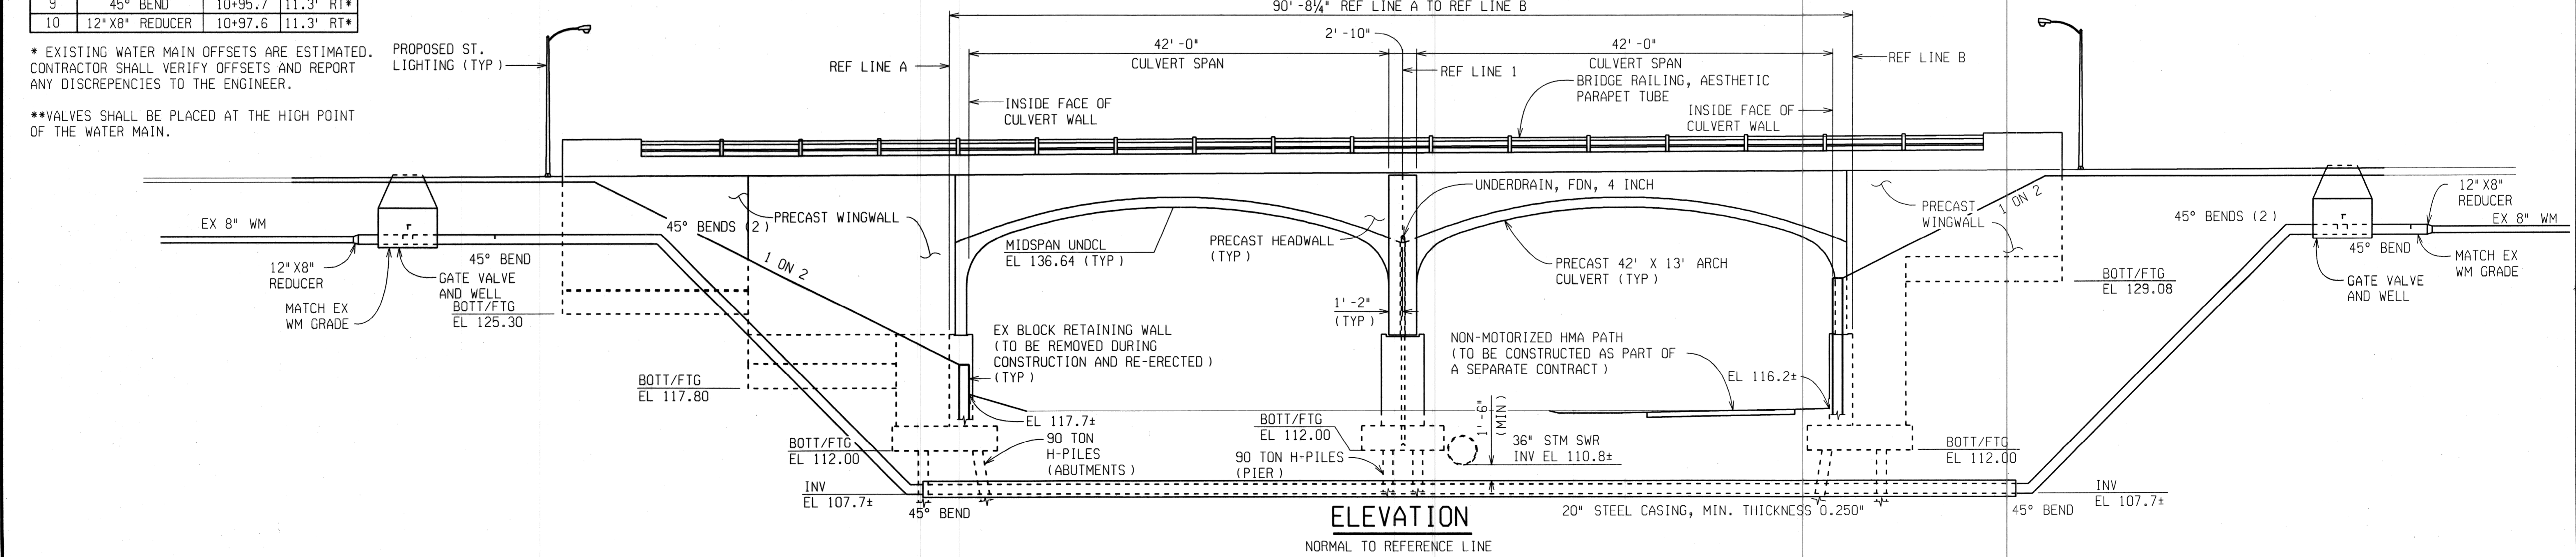 9 45° BEND 10+95.7 11.3' RT*
10 12"X8" REDUCER 10+97.6 11.3' RT*
* EXISTING WATER MAIN OFFSETS ARE ESTIMATED.
CONTRACTOR SHALL VERIFY OFFSETS AND REPORT
ANY DISCREPENCIES TO THE ENGINEER.
**VALVES SHALL BE PLACED AT THE HIGH POINT
OF THE WATER MAIN.
PROPOSED ST.
LIGHTING (TYP)
90'-8¼" REF LINE A TO REF LINE B
REF LINE A
42'-0"
CULVERT SPAN
2'-10"
REF LINE 1
42'-0"
CULVERT SPAN
REF LINE B
BRIDGE RAILING, AESTHETIC
PARAPET TUBE
INSIDE FACE OF
CULVERT WALL
INSIDE FACE OF
CULVERT WALL
UNDERDRAIN, FDN, 4 INCH
EX 8" WM
12"X8"
REDUCER
MATCH EX
WM GRADE
GATE VALVE
AND WELL
45° BEND
BOTT/FTG
EL 125.30
45° BENDS (2)
PRECAST WINGWALL
1 ON 2
MIDSPAN UNDCL
EL 136.64 (TYP)
PRECAST HEADWALL
(TYP)
PRECAST 42' X 13' ARCH
CULVERT (TYP)
1'-2"
(TYP)
PRECAST
WINGWALL
1 ON 2
45° BENDS (2)
12"X8"
REDUCER
EX 8" WM
45° BEND
MATCH EX
WM GRADE
GATE VALVE
AND WELL
BOTT/FTG
EL 129.08
EX BLOCK RETAINING WALL
(TO BE REMOVED DURING
CONSTRUCTION AND RE-ERECTED)
(TYP)
NON-MOTORIZED HMA PATH
(TO BE CONSTRUCTED AS PART OF
A SEPARATE CONTRACT)
EL 116.2±
BOTT/FTG
EL 117.80
EL 117.7±
90 TON
H-PILES
(ABUTMENTS)
BOTT/FTG
EL 112.00
BOTT/FTG
EL 112.00
90 TON H-PILES
(PIER)
1'-6"
(MIN)
36" STM SWR
INV EL 110.8±
BOTT/FTG
EL 112.00
INV
EL 107.7±
45° BEND
20" STEEL CASING, MIN. THICKNESS 0.250"
45° BEND
INV
EL 107.7±
ELEVATION
NORMAL TO REFERENCE LINE